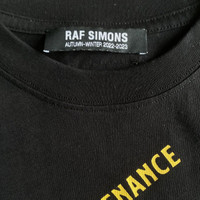 RAF SIMONS
AUTUMN-WINTER 2022-2023
ENANCE